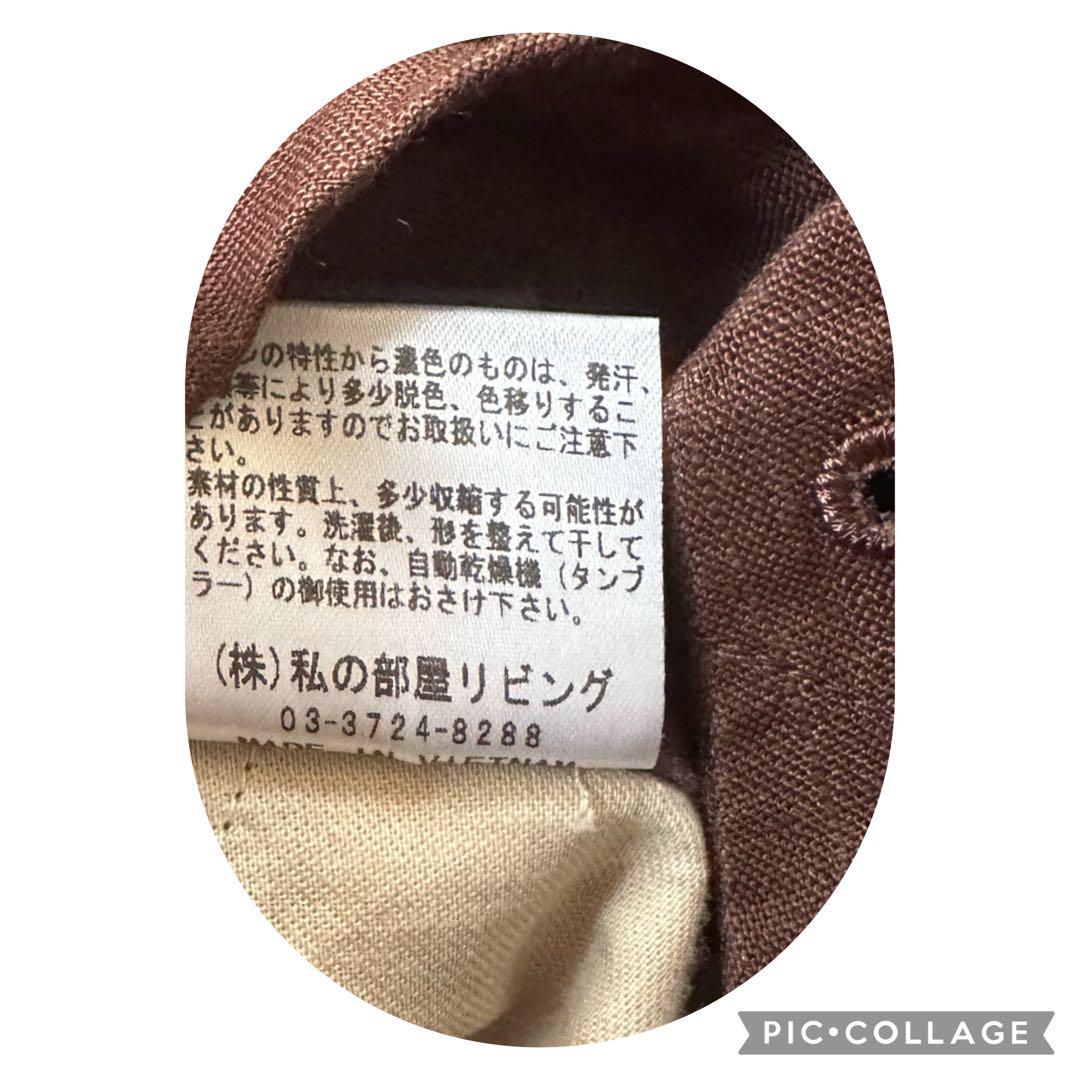 の特性から濃色のものは、発汗、
等により多少脱色、色移りするこ
とがありますのでお取扱いにご注意下
さい。
素材の性質上、多少収縮する可能性が
あります。洗濯後、形を整えて干して
ください。なお、自動乾燥機（タンブ
ラー）の御使用はおさけ下さい。
(株)私の部屋リビング
03-3724-8288
MADE IN VIETNAM
PIC•COLLAGE